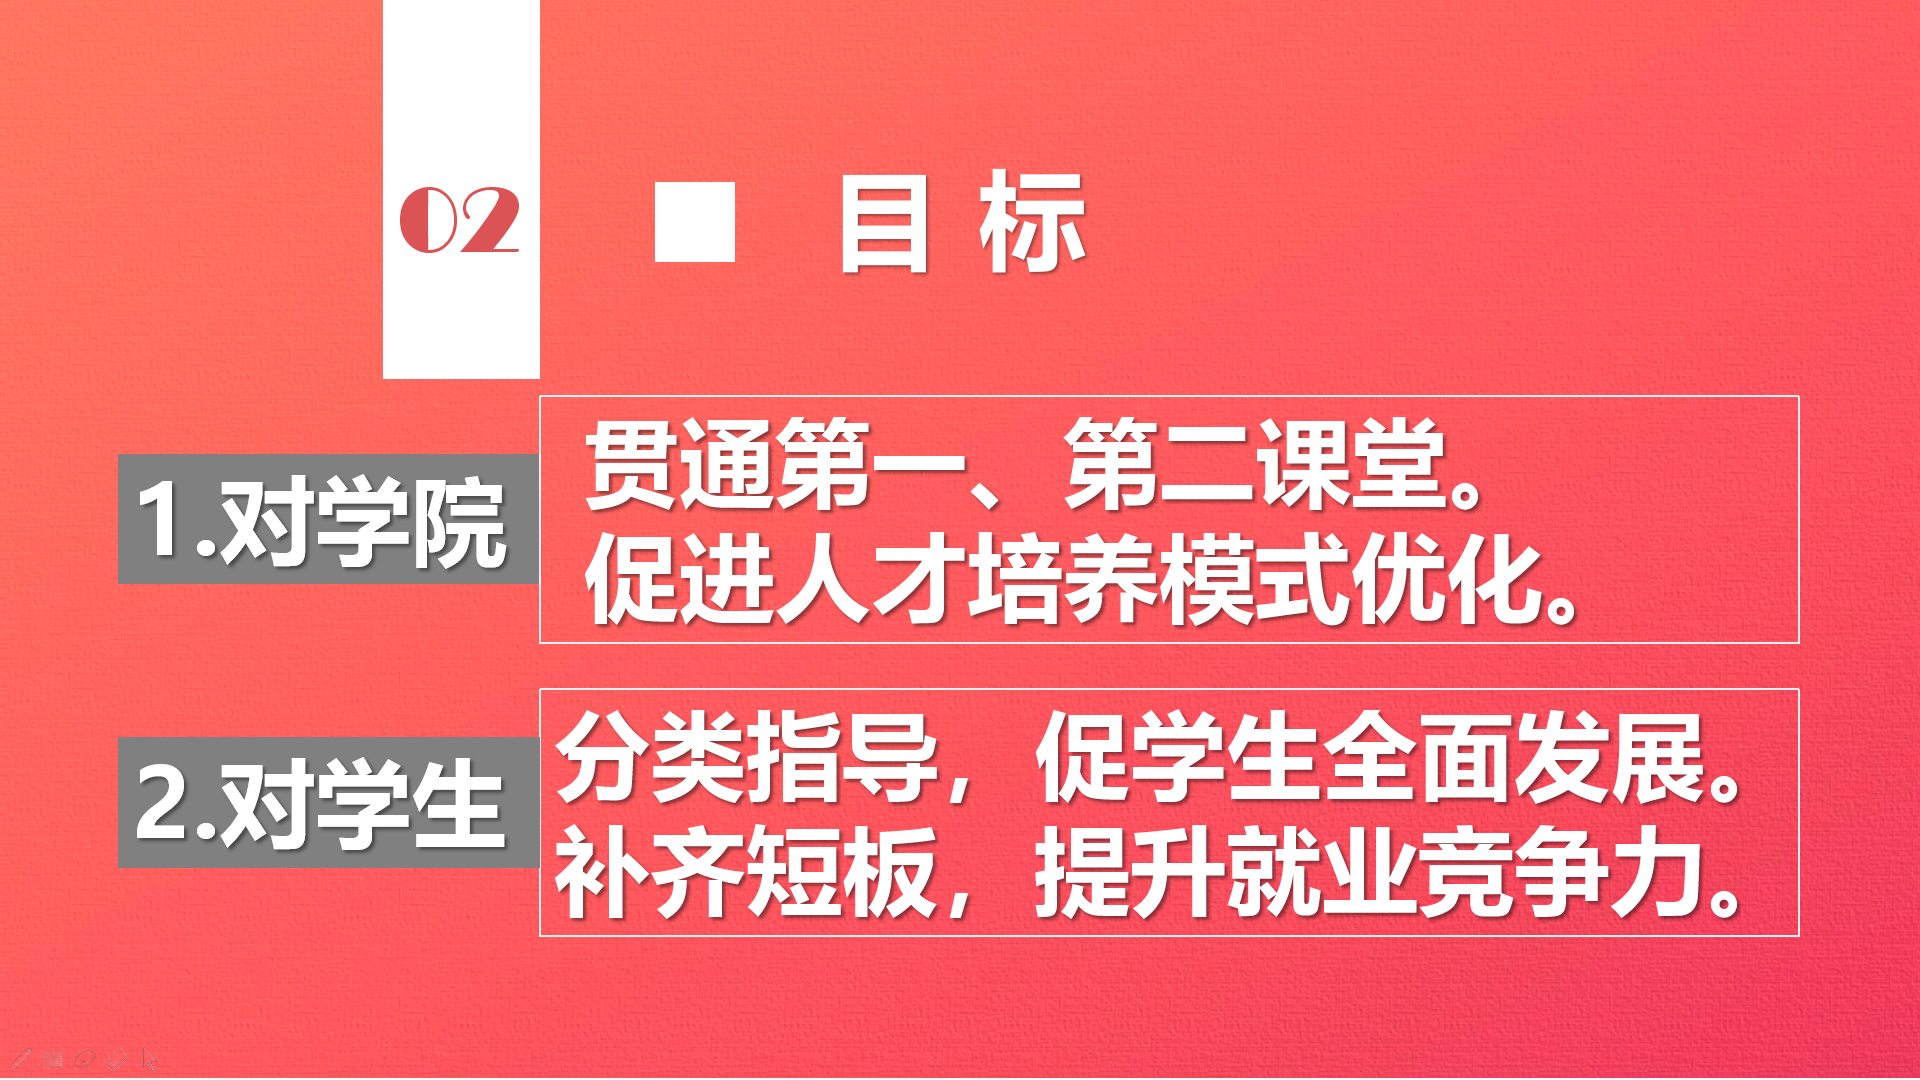 02
目 标
1.对学院
贯通第一、第二课堂。
促进人才培养模式优化。
2.对学生
分类指导，促学生全面发展。
补齐短板，提升就业竞争力。